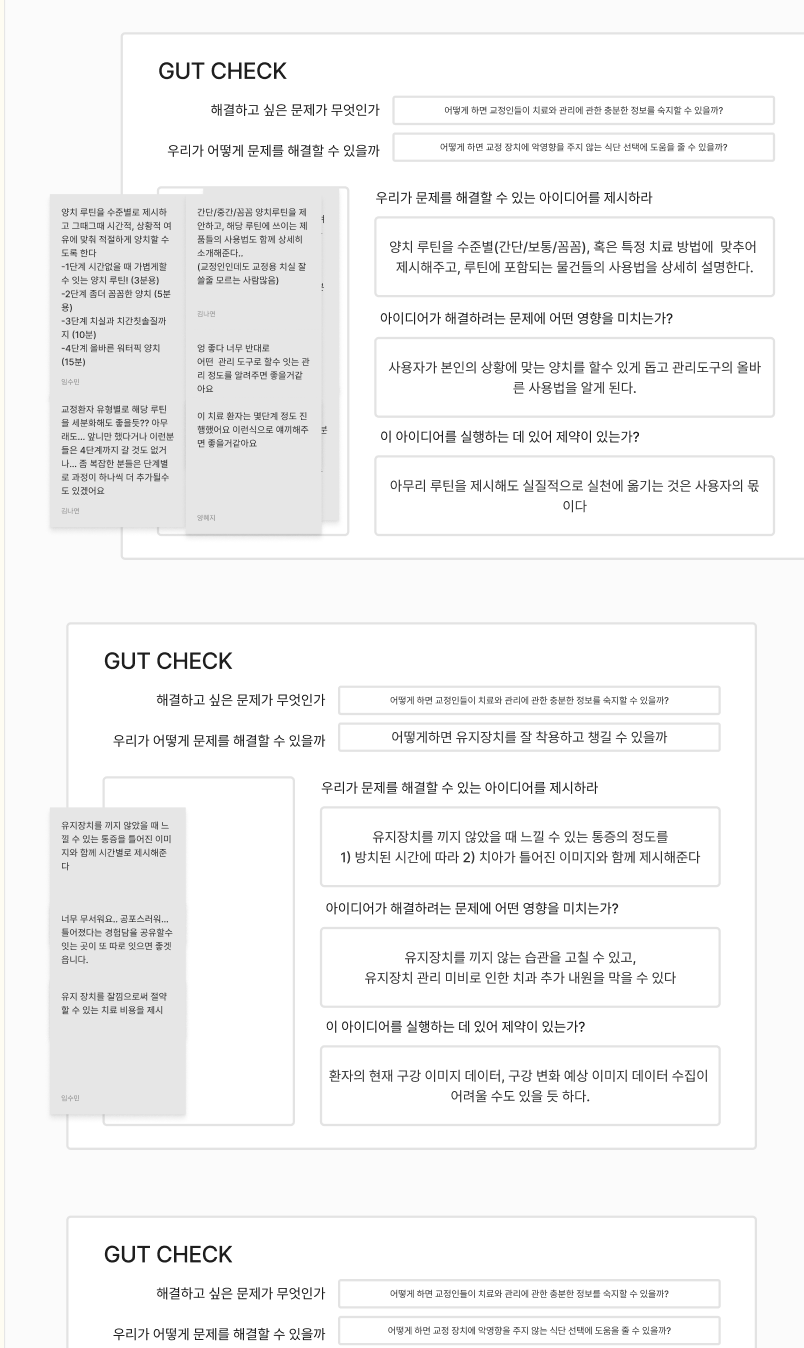 GUT CHECK
해결하고 싶은 문제가 무엇인가
어떻게 하면 교정인들이 치료와 관리에 관한 충분한 정보를 숙지할 수 있을까?
우리가 어떻게 문제를 해결할 수 있을까
어떻게 하면 교정 장치에 악영향을 주지 않는 식단 선택에 도움을 줄 수 있을까?
양치 루틴을 수준별로 제시하
고 그때그때 시간적, 상황적 여
유에 맞춰 적절하게 양치할 수
도록 한다
-1단계 시간없을 때 가볍게할
수 잇는 양치 루틴! (3분용)
-2단계 좀더 꼼꼼한 양치 (5분
용)
-3단계 치실과 치간칫솔질까
지 (10분)
-4단계 올바른 워터픽 양치
(15분)
임수민
교정환자 유형별로 해당 루틴
을 세분화해도 좋을듯?? 아무
래도... 앞니만 했다거나 이런분
들은 4단계까지 갈 것도 없거
나... 좀 복잡한 분들은 단계별
로 과정이 하나씩 더 추가될수
도 있겠어요
김나연
간단/중간/꼼꼼 양치루틴을 제
안하고, 해당 루틴에 쓰이는 제
품들의 사용법도 함께 상세히
소개해준다..
(교정인인데도 교정용 치실 잘
쓸줄 모르는 사람많음)
김나연
엉 좋다 너무 반대로
어떤 관리 도구로 할수 잇는 관
리 정도를 알려주면 좋을거같
아요
이 치료 환자는 몇단계 정도 진
행했어요 이런식으로 얘끼해주
면 좋을거같아요
양혜지
우리가 문제를 해결할 수 있는 아이디어를 제시하라
양치 루틴을 수준별(간단/보통/꼼꼼), 혹은 특정 치료 방법에 맞추어
제시해주고, 루틴에 포함되는 물건들의 사용법을 상세히 설명한다.
아이디어가 해결하려는 문제에 어떤 영향을 미치는가?
사용자가 본인의 상황에 맞는 양치를 할수 있게 돕고 관리도구의 올바
른 사용법을 알게 된다.
이 아이디어를 실행하는 데 있어 제약이 있는가?
아무리 루틴을 제시해도 실질적으로 실천에 옮기는 것은 사용자의 몫
이다
GUT CHECK
해결하고 싶은 문제가 무엇인가
어떻게 하면 교정인들이 치료와 관리에 관한 충분한 정보를 숙지할 수 있을까?
우리가 어떻게 문제를 해결할 수 있을까
어떻게하면 유지장치를 잘 착용하고 챙길 수 있을까
유지장치를 끼지 않았을 때 느
낄 수 있는 통증을 틀어진 이미
지와 함께 시간별로 제시해준
다
너무 무서워요.. 공포스러워...
틀어졌다는 경험담을 공유할수
잇는 곳이 또 따로 잇으면 좋겟
읍니다.
유지 장치를 잘낌으로써 절약
할 수 있는 치료 비용을 제시
임수민
우리가 문제를 해결할 수 있는 아이디어를 제시하라
유지장치를 끼지 않았을 때 느낄 수 있는 통증의 정도를
1) 방치된 시간에 따라 2) 치아가 틀어진 이미지와 함께 제시해준다
아이디어가 해결하려는 문제에 어떤 영향을 미치는가?
유지장치를 끼지 않는 습관을 고칠 수 있고,
유지장치 관리 미비로 인한 치과 추가 내원을 막을 수 있다
이 아이디어를 실행하는 데 있어 제약이 있는가?
환자의 현재 구강 이미지 데이터, 구강 변화 예상 이미지 데이터 수집이
어려울 수도 있을 듯 하다.
GUT CHECK
해결하고 싶은 문제가 무엇인가
어떻게 하면 교정인들이 치료와 관리에 관한 충분한 정보를 숙지할 수 있을까?
우리가 어떻게 문제를 해결할 수 있을까
어떻게 하면 교정 장치에 악영향을 주지 않는 식단 선택에 도움을 줄 수 있을까?